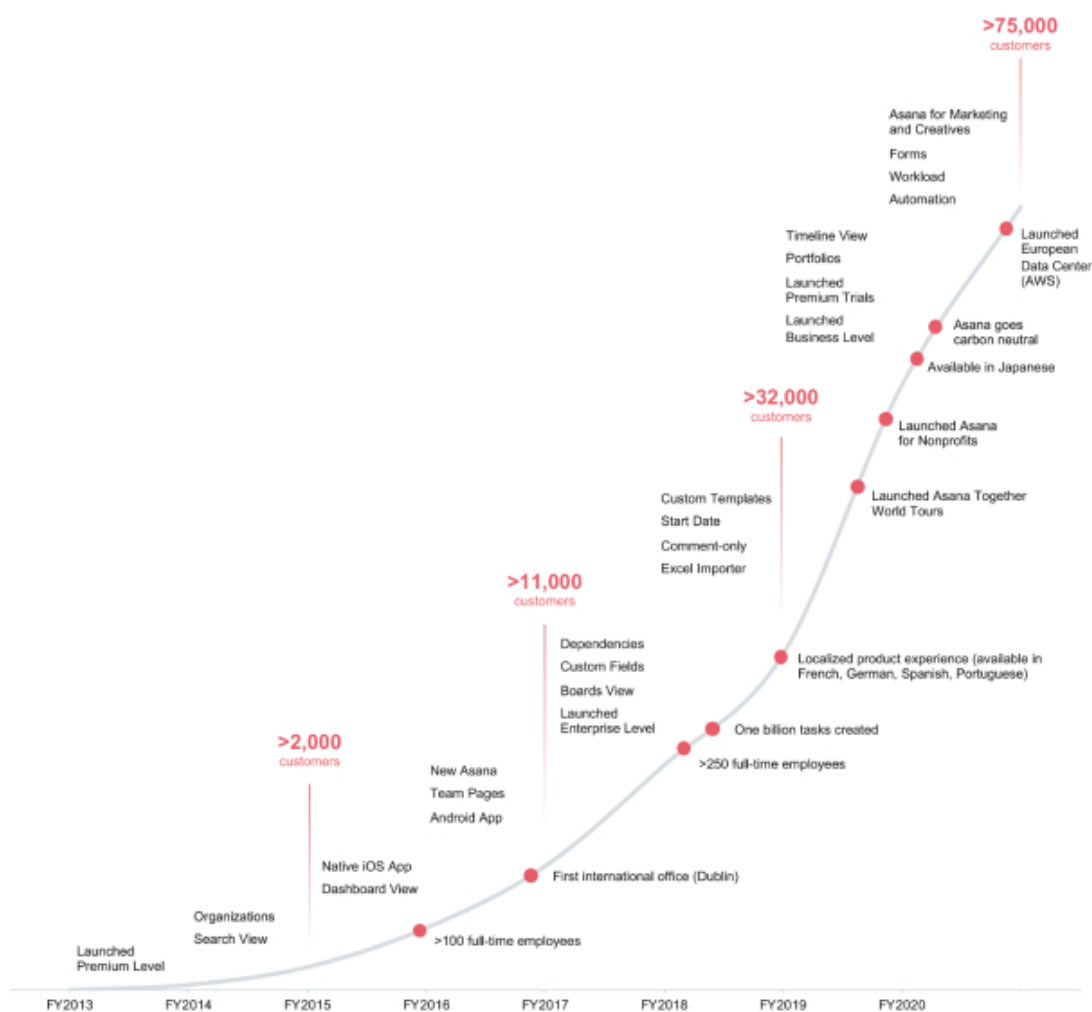 >75,000
customers
Asana for Marketing
and Creatives
Forms
Workload
Automation
Launched
European
Data Center
(AWS)
Timeline View
Portfolios
Launched
Premium Trials
Launched
Business Level
Asana goes
carbon neutral
Available in Japanese
>32,000
customers
Launched Asana
for Nonprofits
Custom Templates
Start Date
Comment-only
Excel Importer
Launched Asana Together
World Tours
>11,000
customers
Dependencies
Custom Fields
Boards View
Launched
Enterprise Level
Localized product experience (available in
French, German, Spanish, Portuguese)
One billion tasks created
>250 full-time employees
>2,000
customers
New Asana
Team Pages
Android App
Native iOS App
Dashboard View
First international office (Dublin)
Organizations
Search View
>100 full-time employees
Launched
Premium Level
FY2013 FY2014 FY2015 FY2016 FY2017 FY2018 FY2019 FY2020